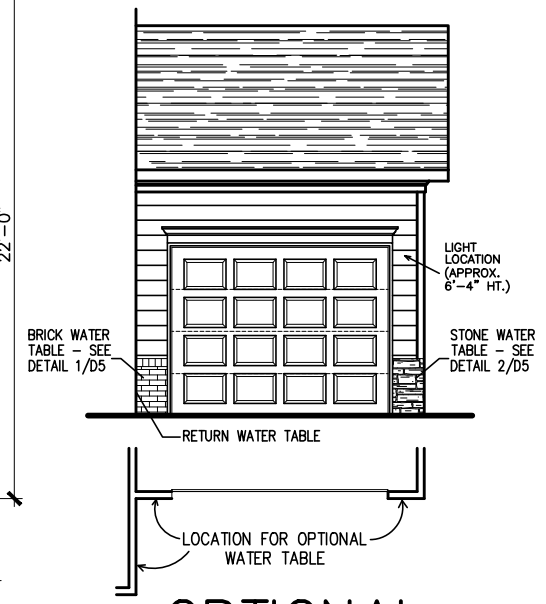 22'-0"
LIGHT
LOCATION
(APPROX.
6'-4" HT.)
BRICK WATER
TABLE - SEE
DETAIL 1/D5
STONE WATER
TABLE - SEE
DETAIL 2/D5
RETURN WATER TABLE
LOCATION FOR OPTIONAL
WATER TABLE
OPTIONAL